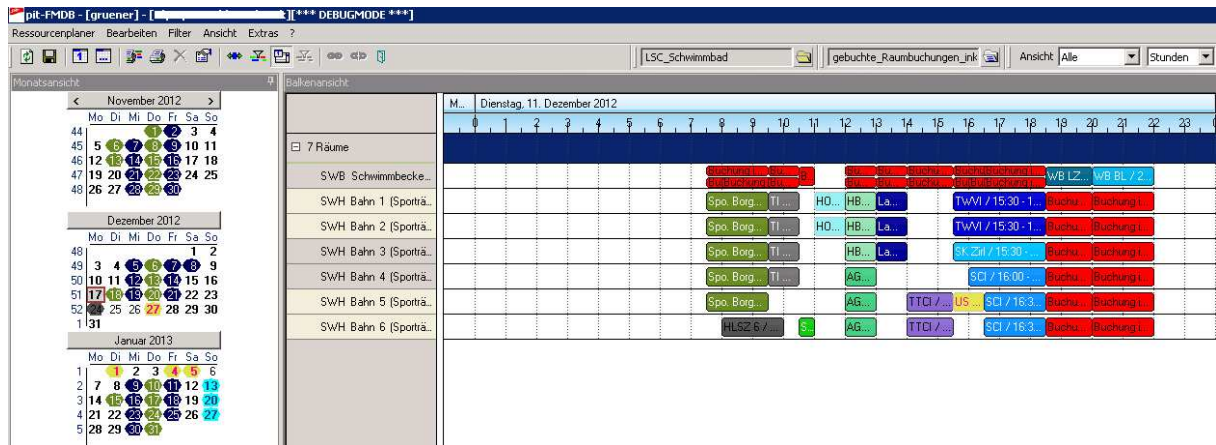 pit-FMDB - [gruener] - [ ][*** DEBUGMODE ***]
Ressourcenplaner Bearbeiten Filter Ansicht Extras ?
LSC_Schwimmbad gebuchte_Raumbuchungen_ink Ansicht Alle Stunden
Monatsansicht
< November 2012 >
Mo Di Mi Do Fr Sa So
44 1 2 3 4
45 5 6 7 8 9 10 11
46 12 13 14 15 16 17 18
47 19 20 21 22 23 24 25
48 26 27 28 29 30
Dezember 2012
Mo Di Mi Do Fr Sa So
48 1 2
49 3 4 5 6 7 8 9
50 10 11 12 13 14 15 16
51 17 18 19 20 21 22 23
52 24 25 26 27 28 29 30
1 31
Januar 2013
Mo Di Mi Do Fr Sa So
1 1 2 3 4 5 6
2 7 8 9 10 11 12 13
3 14 15 16 17 18 19 20
4 21 22 23 24 25 26 27
5 28 29 30 31
Balkenansicht
M... Dienstag, 11. Dezember 2012
0 1 2 3 4 5 6 7 8 9 10 11 12 13 14 15 16 17 18 19 20 21 22 23
7 Räume
SWB Schwimmbecke... WB LZ... WB BL / 2...
SWH Bahn 1 (Sporträ... Spo. Borg... TI ... HO... HB... La... TWVI / 15:30 - 1... Buchu... Buchung i...
SWH Bahn 2 (Sporträ... Spo. Borg... TI ... HO... HB... La... TWVI / 15:30 - 1... Buchu... Buchung i...
SWH Bahn 3 (Sporträ... Spo. Borg... TI ... HB... La... SK Zirl / 15:30 - ... Buchu... Buchung i...
SWH Bahn 4 (Sporträ... Spo. Borg... TI ... AG... SCI / 16:00 - ... Buchu... Buchung i...
SWH Bahn 5 (Sporträ... Spo. Borg... AG... TTCI / ... US ... SCI / 16:3... Buchu... Buchung i...
SWH Bahn 6 (Sporträ... HLSZ 6 / ... S... AG... TTCI / ... SCI / 16:3... Buchu... Buchung i...